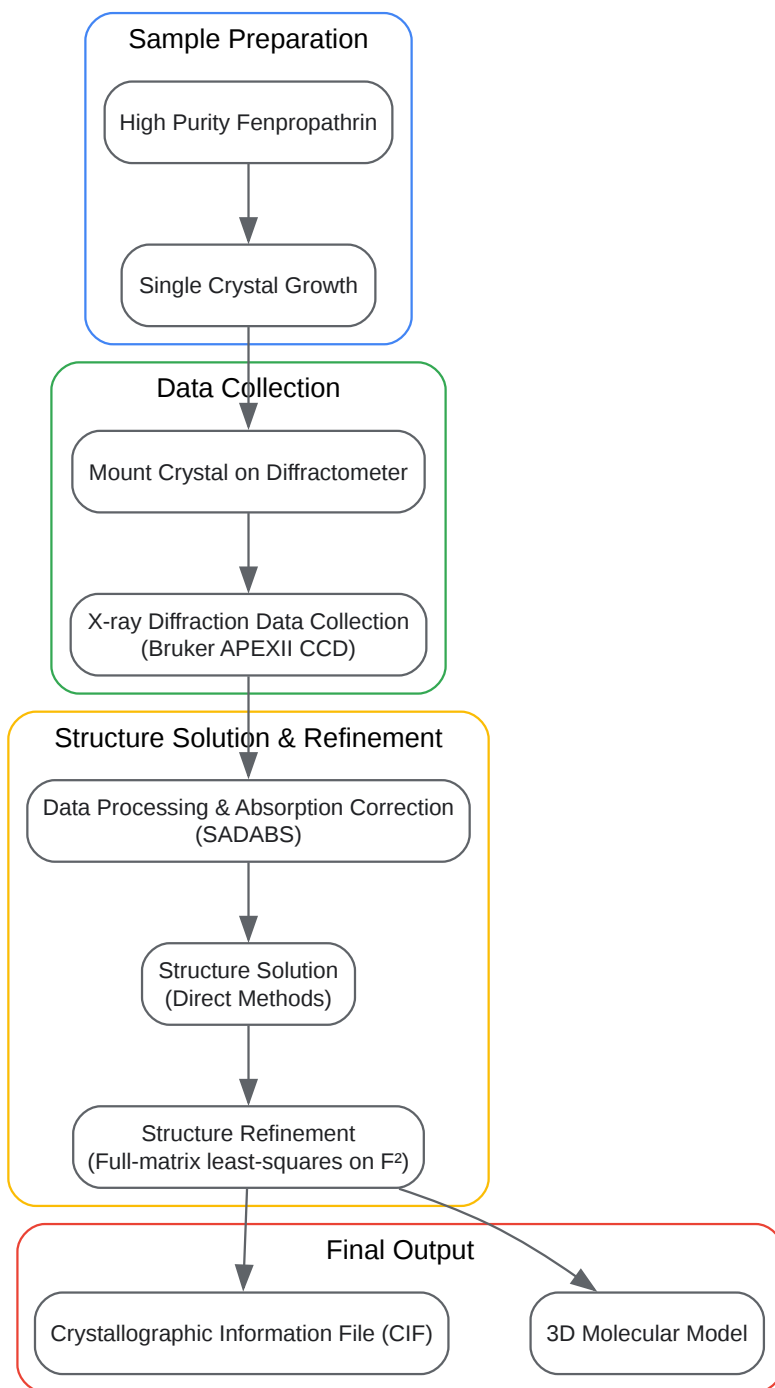 Sample Preparation
High Purity Fenpropathrin
Single Crystal Growth
Data Collection
Mount Crystal on Diffractometer
X-ray Diffraction Data Collection
(Bruker APEXII CCD)
Structure Solution & Refinement
Data Processing & Absorption Correction
(SADABS)
Structure Solution
(Direct Methods)
Structure Refinement
(Full-matrix least-squares on F²)
Final Output
Crystallographic Information File (CIF)
3D Molecular Model